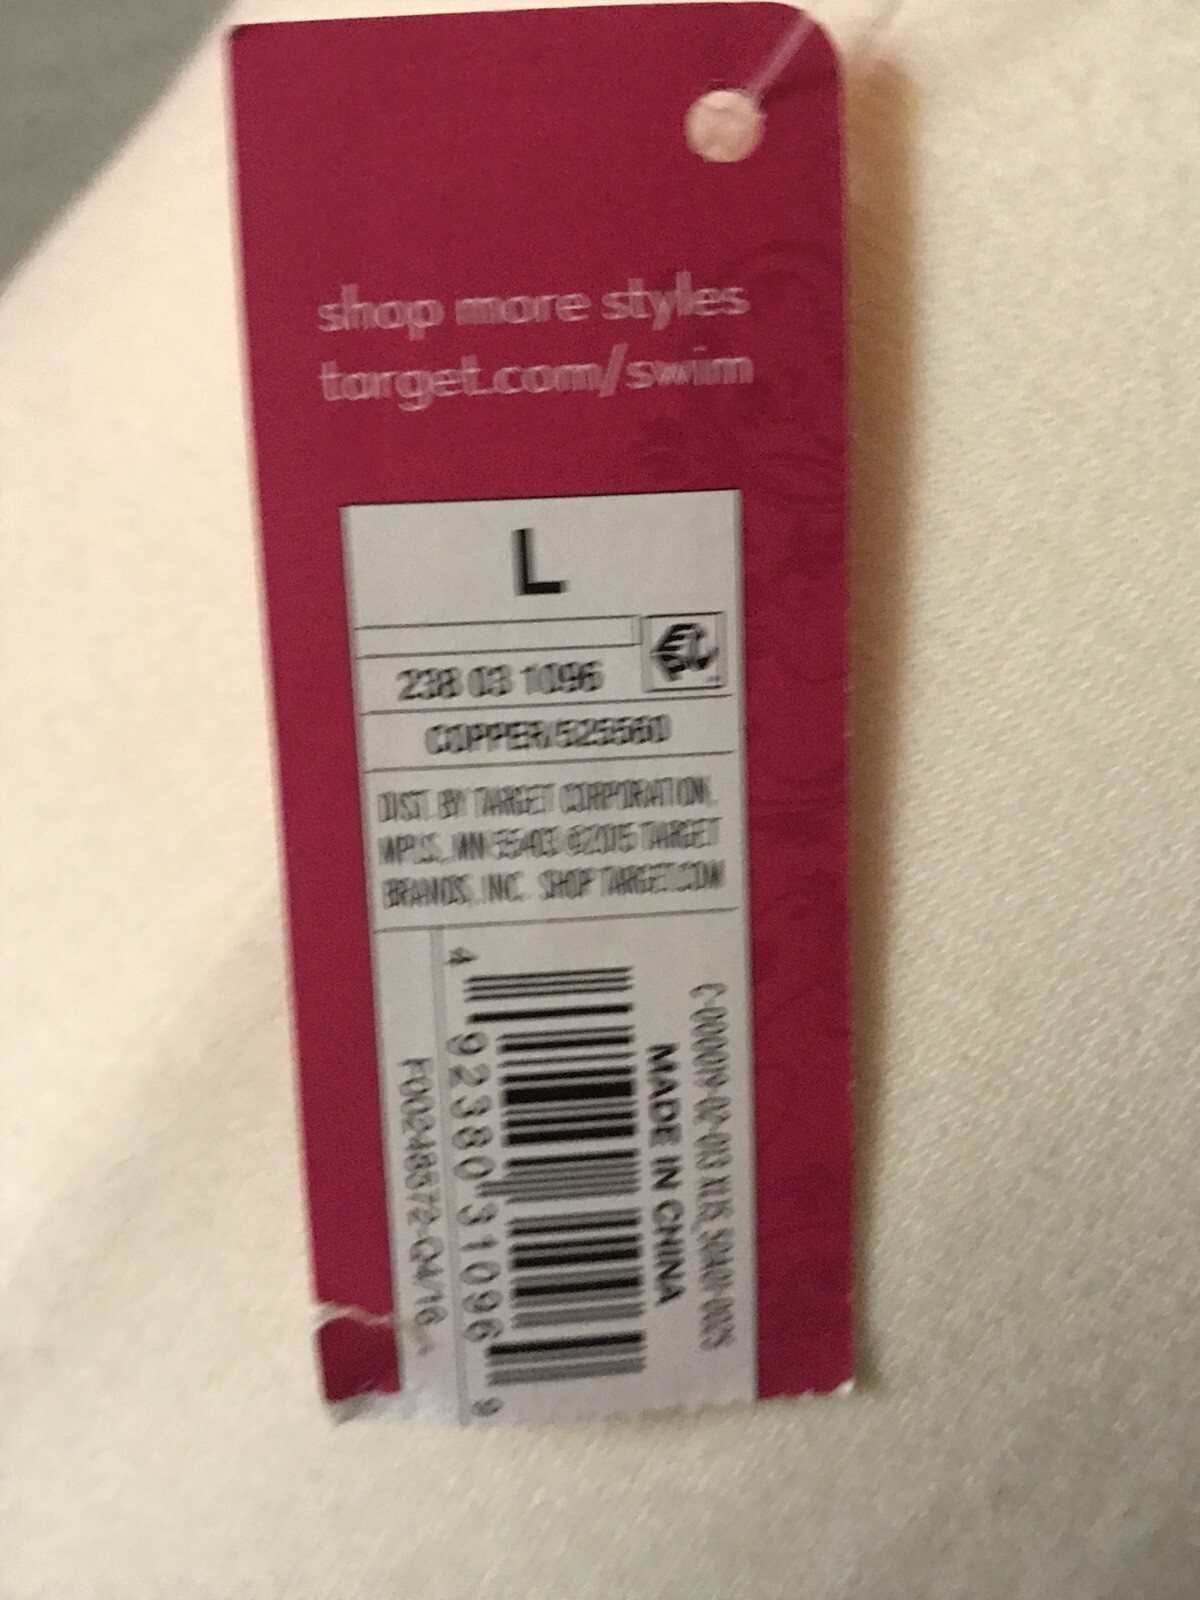 shop more styles
target.com/swim
L
238 03 1096
COPPER/525560
DIST. BY TARGET CORPORATION,
MPLS., MN 55403 ©2015 TARGET
BRANDS, INC. SHOP TARGET.COM
MADE IN CHINA
4 92380 31096 9